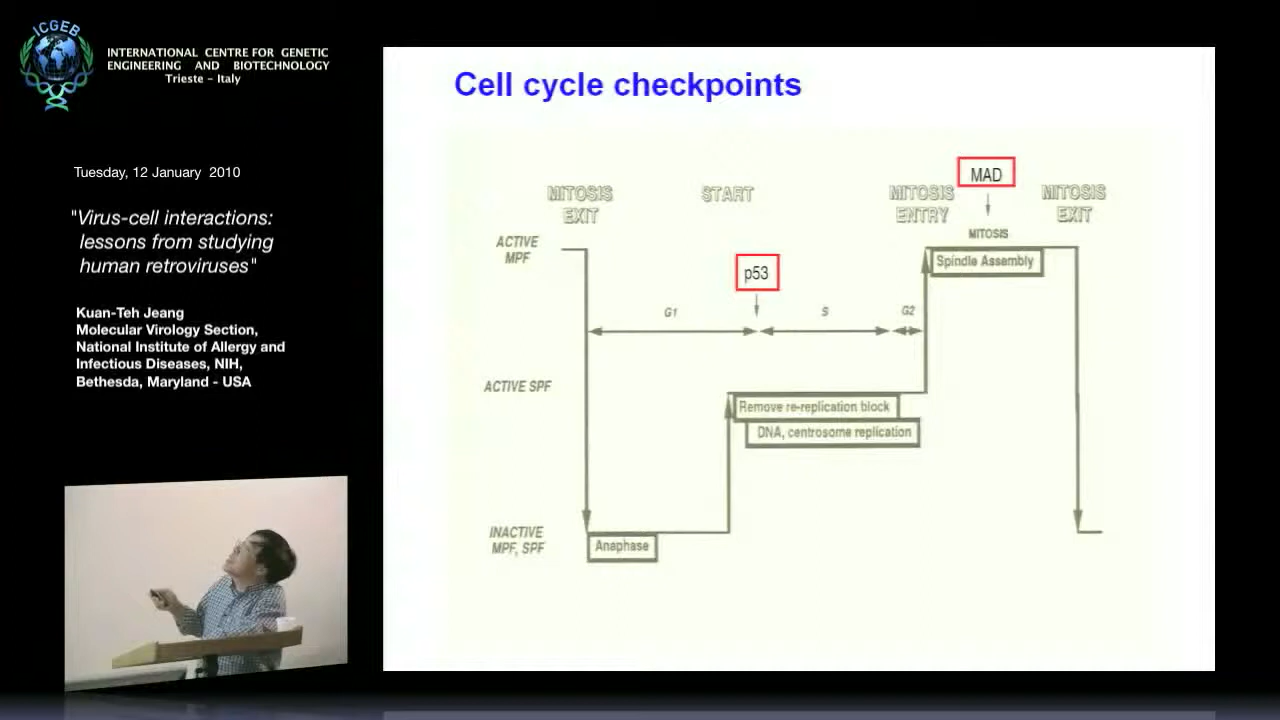 ICGEB
INTERNATIONAL CENTRE FOR GENETIC
ENGINEERING AND BIOTECHNOLOGY
Trieste - Italy
Tuesday, 12 January 2010
"Virus-cell interactions:
lessons from studying
human retroviruses"
Kuan-Teh Jeang
Molecular Virology Section,
National Institute of Allergy and
Infectious Diseases, NIH,
Bethesda, Maryland - USA
Cell cycle checkpoints
MAD
MITOSIS
EXIT
START
MITOSIS
ENTRY
MITOSIS
EXIT
MITOSIS
ACTIVE
MPF
Spindle Assembly
p53
G1
S
G2
ACTIVE SPF
Remove re-replication block
DNA, centrosome replication
INACTIVE
MPF, SPF
Anaphase